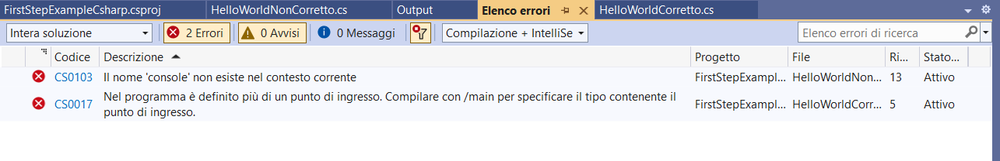 FirstStepExampleCsharp.csproj HelloWorldNonCorretto.cs Output Elenco errori HelloWorldCorretto.cs
Intera soluzione 2 Errori 0 Avvisi 0 Messaggi Compilazione + IntelliSe Elenco errori di ricerca
Codice Descrizione Progetto File Ri... Stato...
CS0103 Il nome 'console' non esiste nel contesto corrente FirstStepExampl... HelloWorldNon... 13 Attivo
CS0017 Nel programma è definito più di un punto di ingresso. Compilare con /main per specificare il tipo contenente il FirstStepExampl... HelloWorldCorr... 5 Attivo
punto di ingresso.